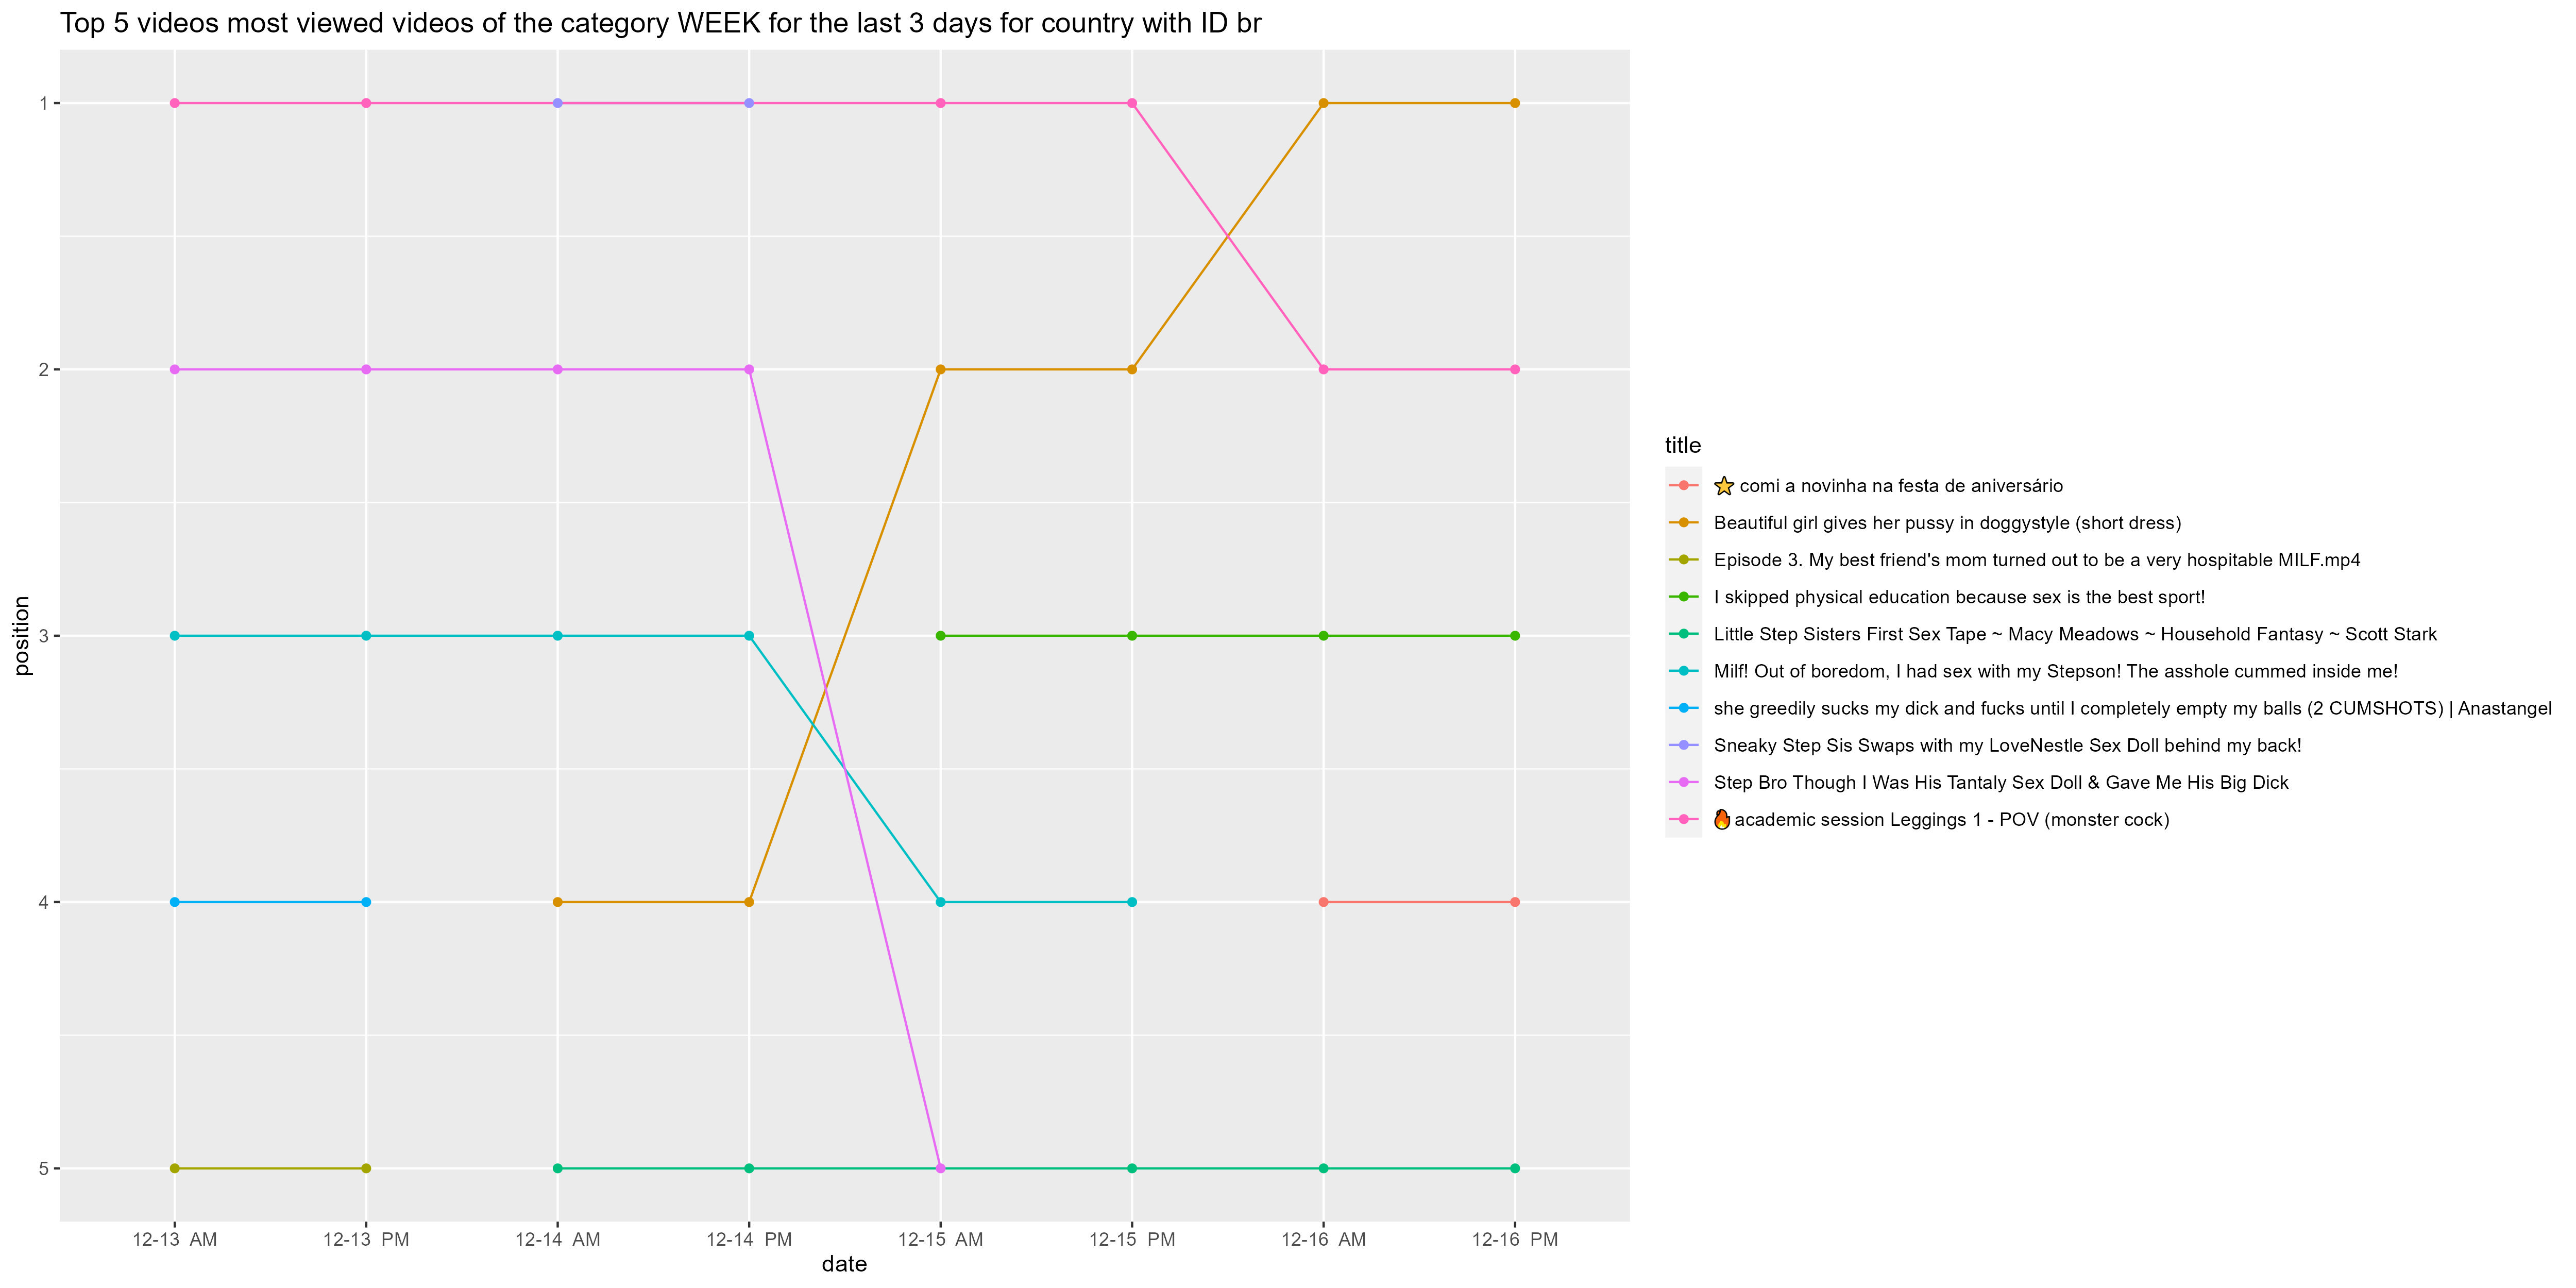 Top 5 videos most viewed videos of the category WEEK for the last 3 days for country with ID br
position
1
2
3
4
5
12-13 AM
12-13 PM
12-14 AM
12-14 PM
12-15 AM
12-15 PM
12-16 AM
12-16 PM
date
title
⭐ comi a novinha na festa de aniversário
Beautiful girl gives her pussy in doggystyle (short dress)
Episode 3. My best friend's mom turned out to be a very hospitable MILF.mp4
I skipped physical education because sex is the best sport!
Little Step Sisters First Sex Tape ~ Macy Meadows ~ Household Fantasy ~ Scott Stark
Milf! Out of boredom, I had sex with my Stepson! The asshole cummed inside me!
she greedily sucks my dick and fucks until I completely empty my balls (2 CUMSHOTS) | Anastangel
Sneaky Step Sis Swaps with my LoveNestle Sex Doll behind my back!
Step Bro Though I Was His Tantaly Sex Doll & Gave Me His Big Dick
🔥 academic session Leggings 1 - POV (monster cock)